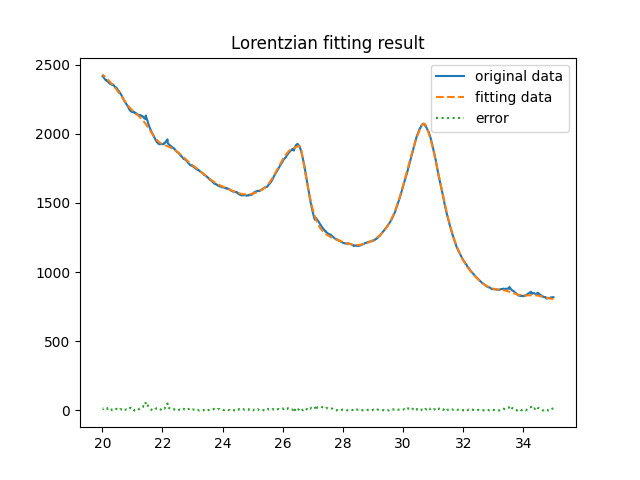 Lorentzian fitting result
original data
fitting data
error
2500
2000
1500
1000
500
0
20 22 24 26 28 30 32 34